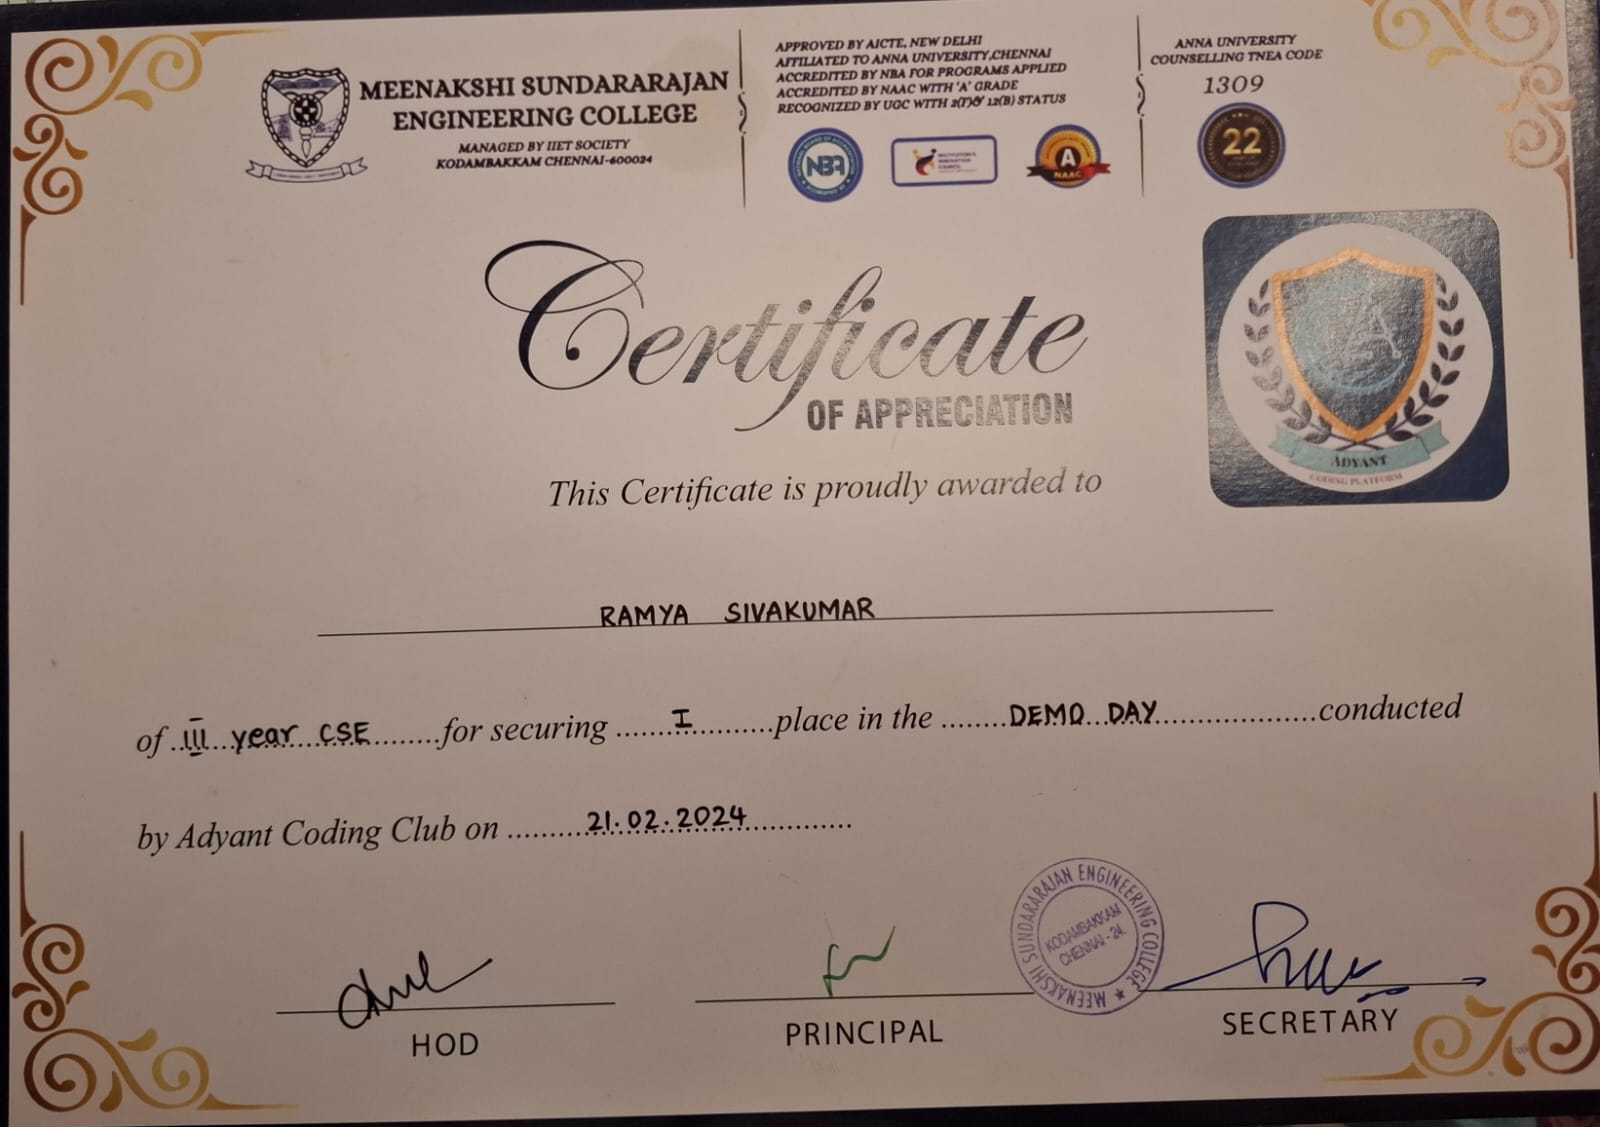 MEENAKSHI SUNDARARAJAN
ENGINEERING COLLEGE
MANAGED BY IIET SOCIETY
KODAMBAKKAM CHENNAI-600024
APPROVED BY AICTE, NEW DELHI
AFFILIATED TO ANNA UNIVERSITY,CHENNAI
ACCREDITED BY NBA FOR PROGRAMS APPLIED
ACCREDITED BY NAAC WITH 'A' GRADE
RECOGNIZED BY UGC WITH 2(F)& 12(B) STATUS
NBA
INSTITUTION'S
INNOVATION
COUNCIL
A
NAAC
ANNA UNIVERSITY
COUNSELLING TNEA CODE
1309
22
Certificate
OF APPRECIATION
ADYANT
CODING PLATFORM
This Certificate is proudly awarded to
RAMYA SIVAKUMAR
of III year CSE for securing I place in the DEMO DAY conducted
by Adyant Coding Club on 21.02.2024
MEENAKSHI SUNDARARAJAN ENGINEERING COLLEGE
KODAMBAKKAM
CHENNAI-24.
HOD
PRINCIPAL
SECRETARY